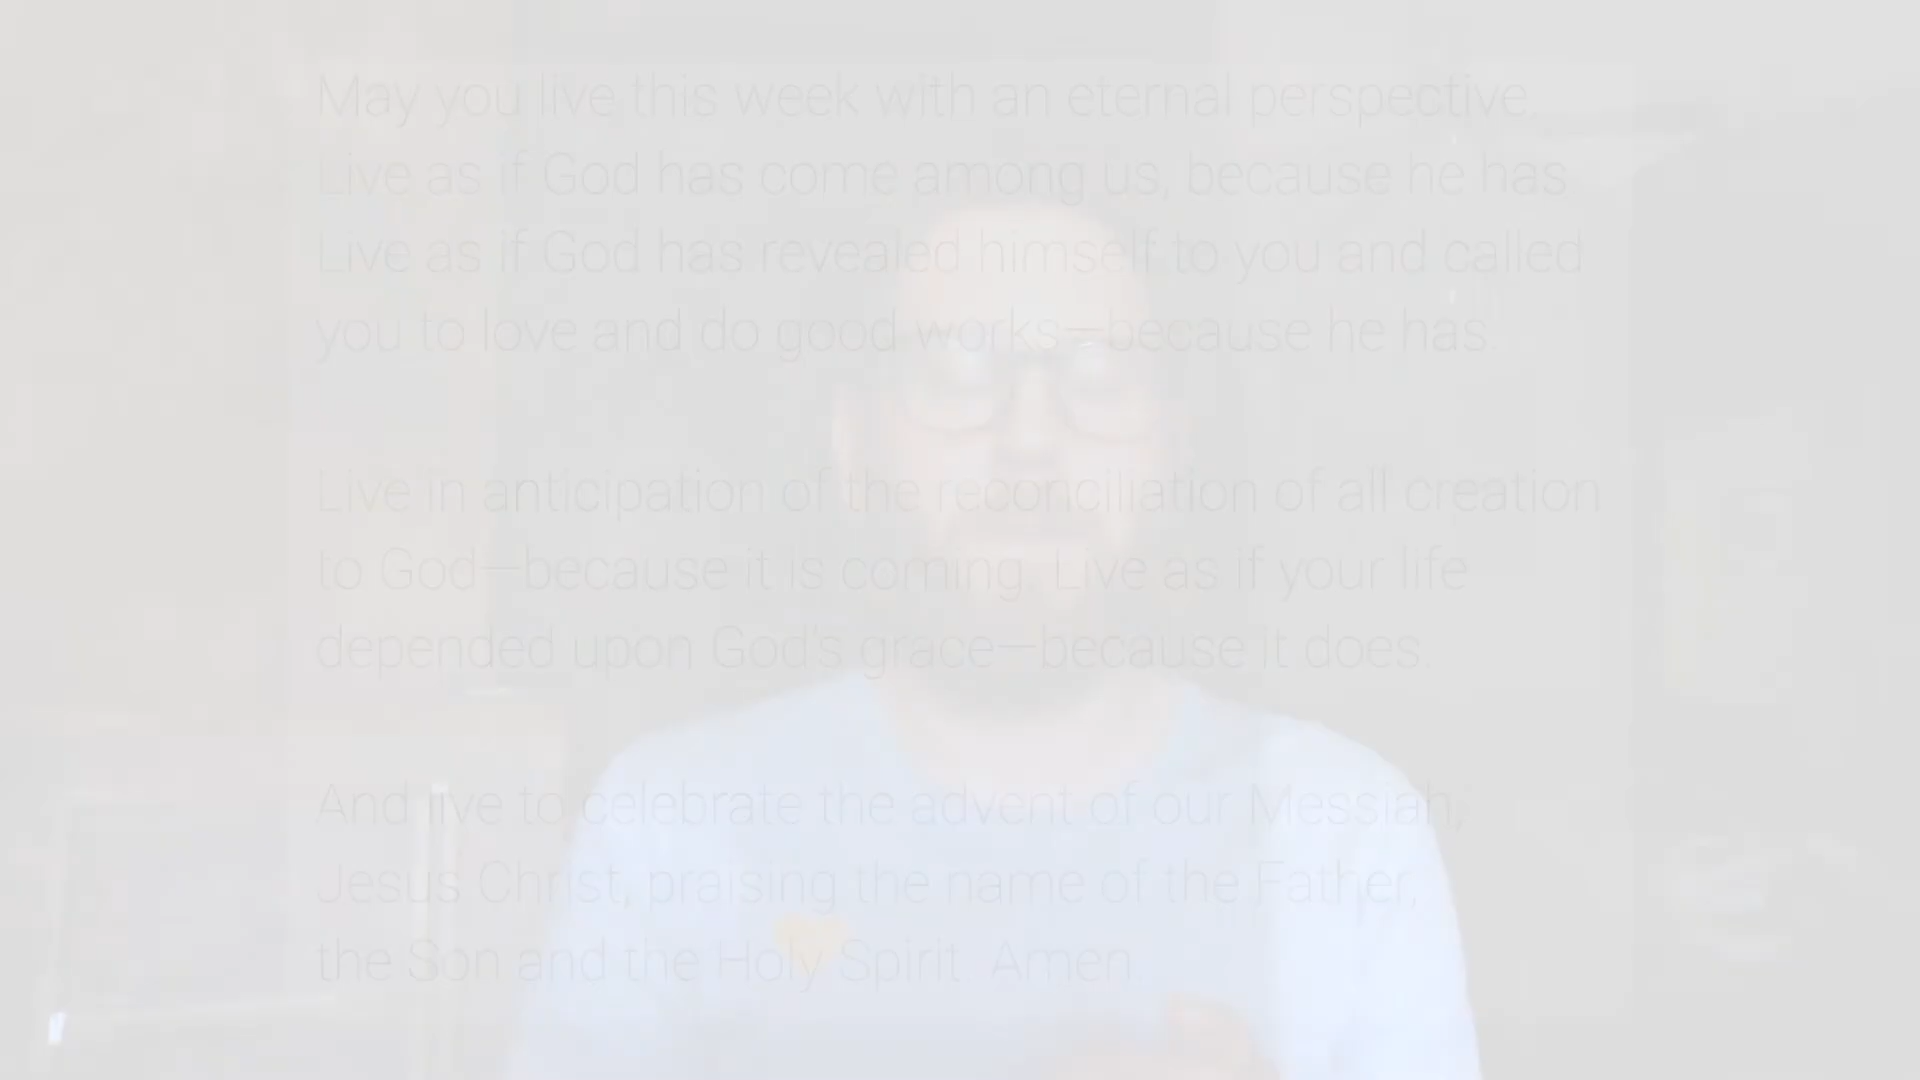 May you live this week with an eternal perspective.
Live as if God has come among us, because he has
Live as if God has revealed himself to you and called
you to love and do good works—because he has.
Live in anticipation of the reconciliation of all creation
to God—because it is coming. Live as if your life
depended upon God's grace—because it does.
And live to celebrate the advent of our Messiah,
Jesus Christ, praising the name of the Father,
the Son and the Holy Spirit. Amen.